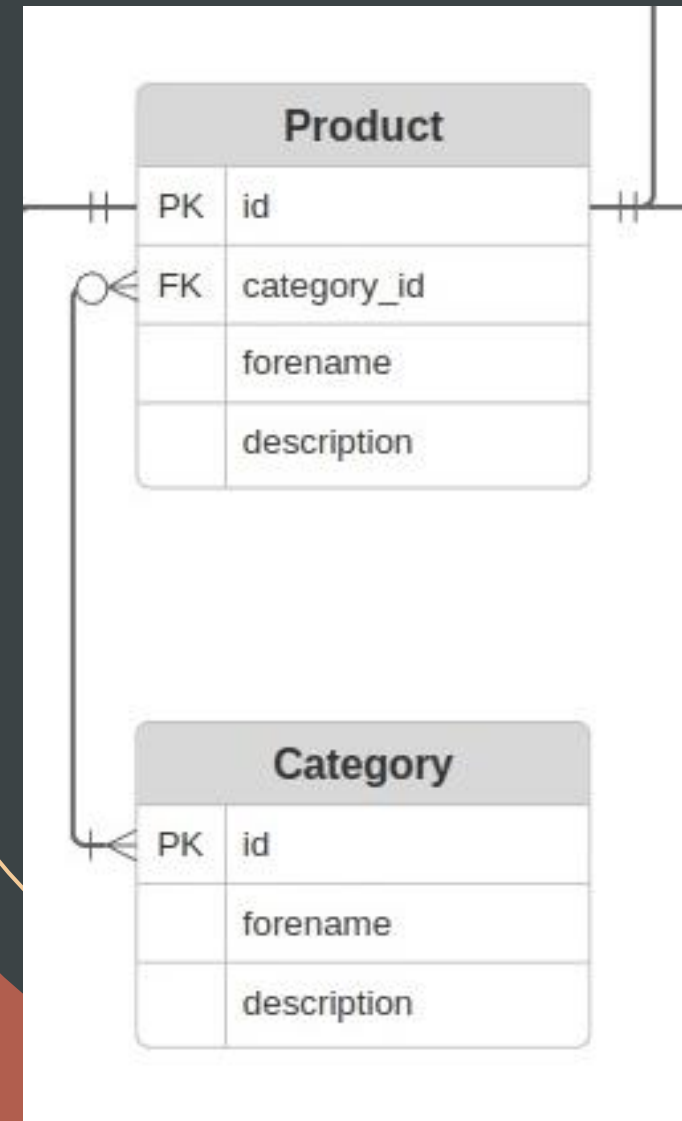 Product
PK id
FK category_id
forename
description
Category
PK id
forename
description